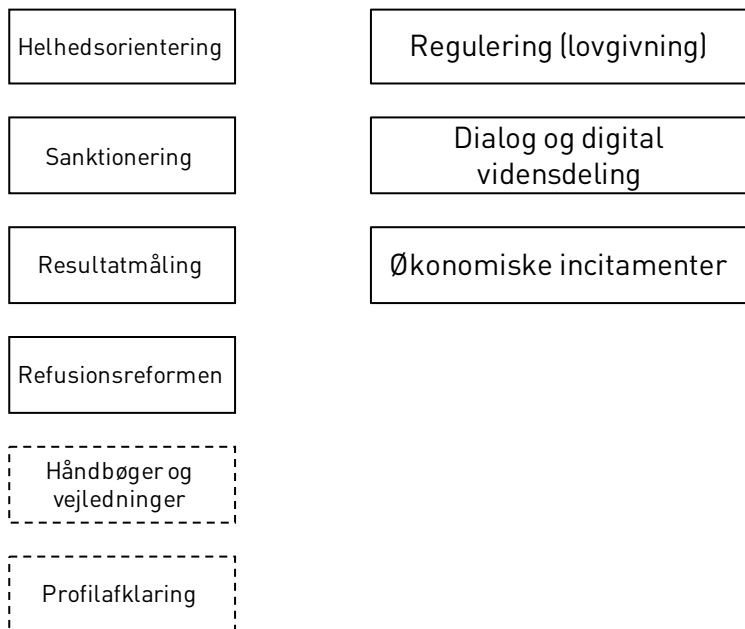 Helhedsorientering
Regulering (lovgivning)
Sanktionering
Dialog og digital
vidensdeling
Resultatmåling
Økonomiske incitamenter
Refusionsreformen
Håndbøger og
vejledninger
Profilafklaring